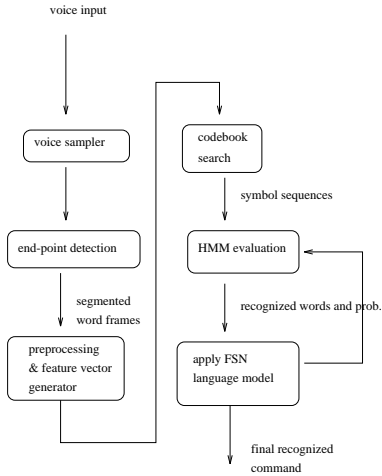 voice input
voice sampler
end-point detection
segmented
word frames
preprocessing
& feature vector
generator
codebook
search
symbol sequences
HMM evaluation
recognized words and prob.
apply FSN
language model
final recognized
command